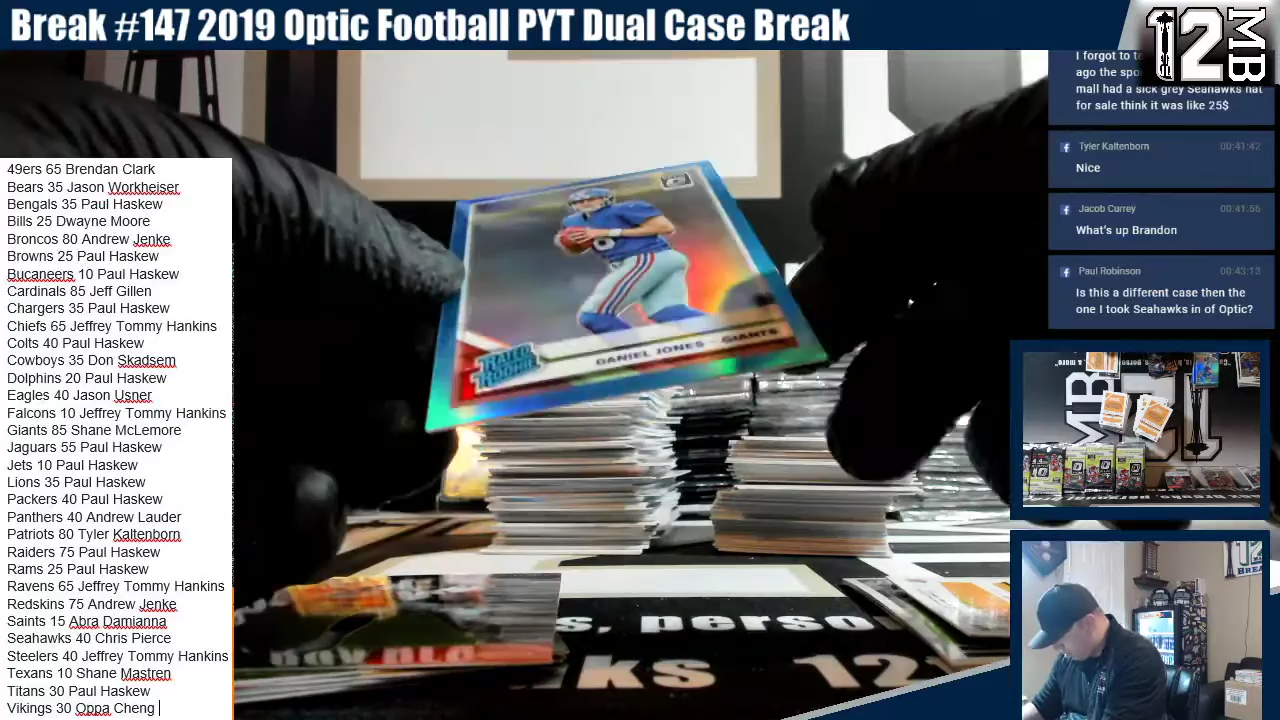 Break #147 2019 Optic Football PYT Dual Case Break
12
MB
49ers 65 Brendan Clark
Bears 35 Jason Workheiser
Bengals 35 Paul Haskew
Bills 25 Dwayne Moore
Broncos 80 Andrew Jenke
Browns 25 Paul Haskew
Bucaneers 10 Paul Haskew
Cardinals 85 Jeff Gillen
Chargers 35 Paul Haskew
Chiefs 65 Jeffrey Tommy Hankins
Colts 40 Paul Haskew
Cowboys 35 Don Skadsem
Dolphins 20 Paul Haskew
Eagles 40 Jason Usner
Falcons 10 Jeffrey Tommy Hankins
Giants 85 Shane McLemore
Jaguars 55 Paul Haskew
Jets 10 Paul Haskew
Lions 35 Paul Haskew
Packers 40 Paul Haskew
Panthers 40 Andrew Lauder
Patriots 80 Tyler Kaltenborn
Raiders 75 Paul Haskew
Rams 25 Paul Haskew
Ravens 65 Jeffrey Tommy Hankins
Redskins 75 Andrew Jenke
Saints 15 Abra Damianna
Seahawks 40 Chris Pierce
Steelers 40 Jeffrey Tommy Hankins
Texans 10 Shane Mastren
Titans 30 Paul Haskew
Vikings 30 Oppa Cheng
RATED
ROOKIE
DANIEL JONES - GIANTS
s, perso
ks 12
I forgot to
ago the
mall had a sick grey Seahawks hat
for sale think it was like 25$
Tyler Kaltenborn 00:41:42
Nice
Jacob Currey 00:41:56
What's up Brandon
Paul Robinson 00:43:13
Is this a different case then the
one I took Seahawks in of Optic?
MB
12